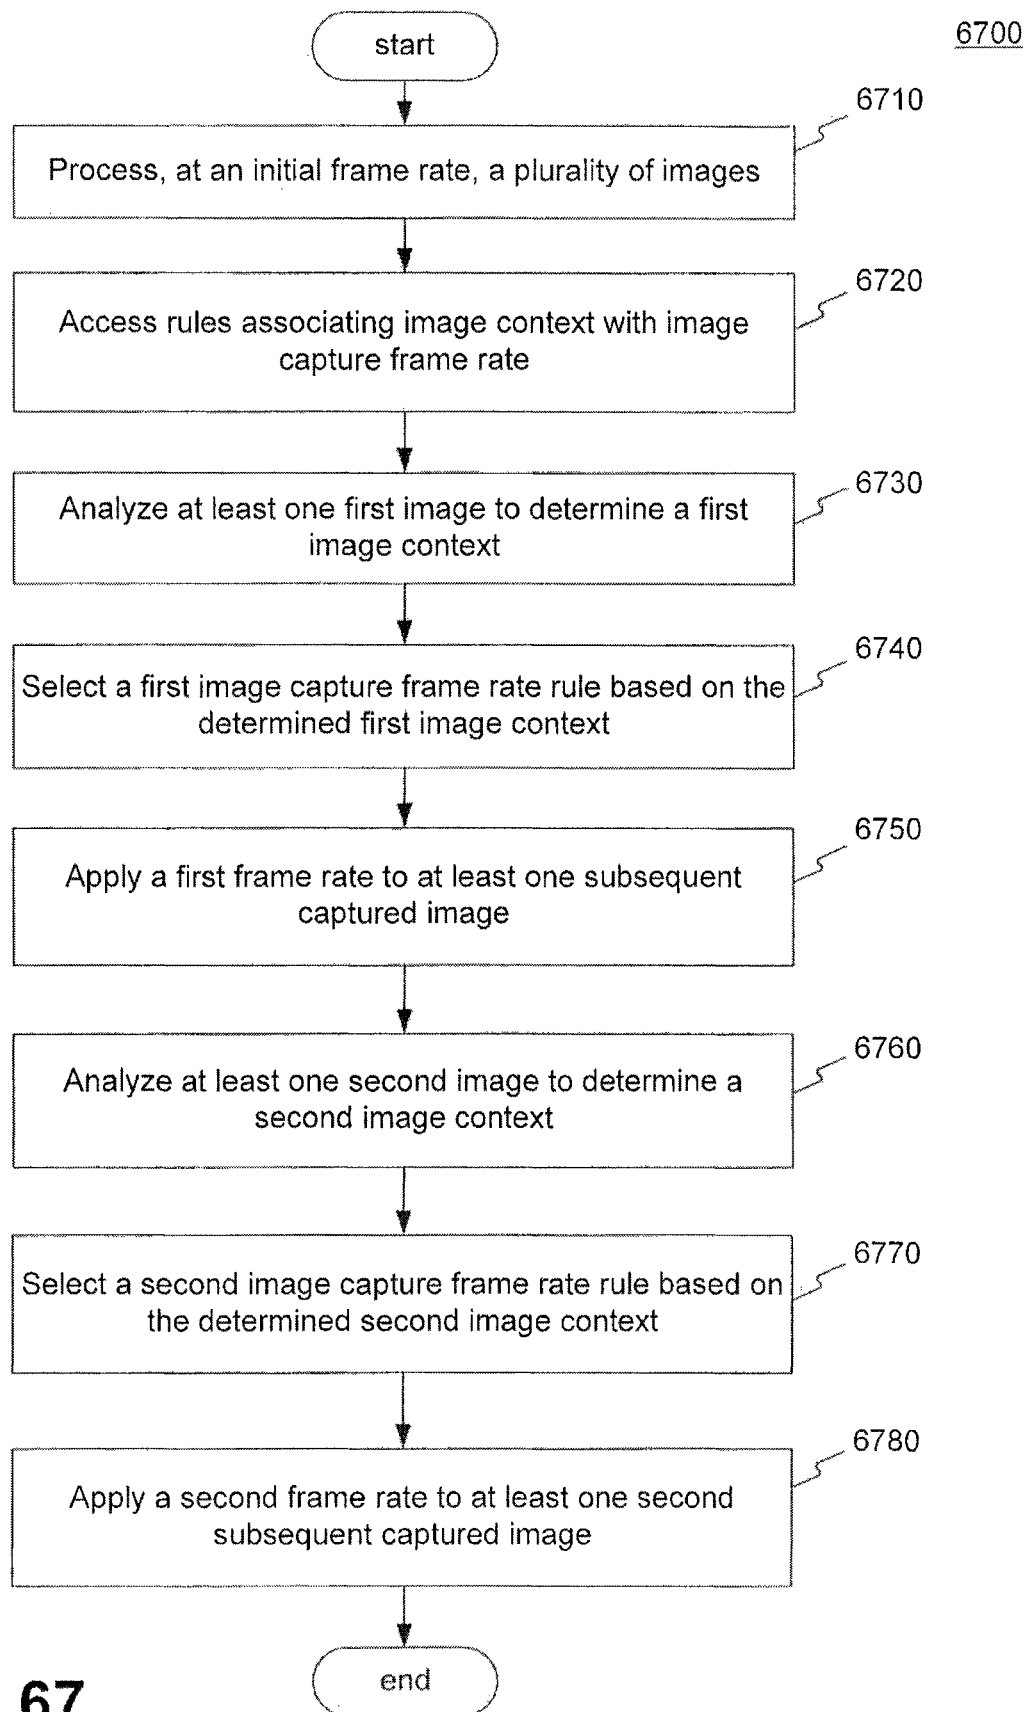 start
6700
6710
Process, at an initial frame rate, a plurality of images
6720
Access rules associating image context with image
capture frame rate
6730
Analyze at least one first image to determine a first
image context
6740
Select a first image capture frame rate rule based on the
determined first image context
6750
Apply a first frame rate to at least one subsequent
captured image
6760
Analyze at least one second image to determine a
second image context
6770
Select a second image capture frame rate rule based on
the determined second image context
6780
Apply a second frame rate to at least one second
subsequent captured image
end
67